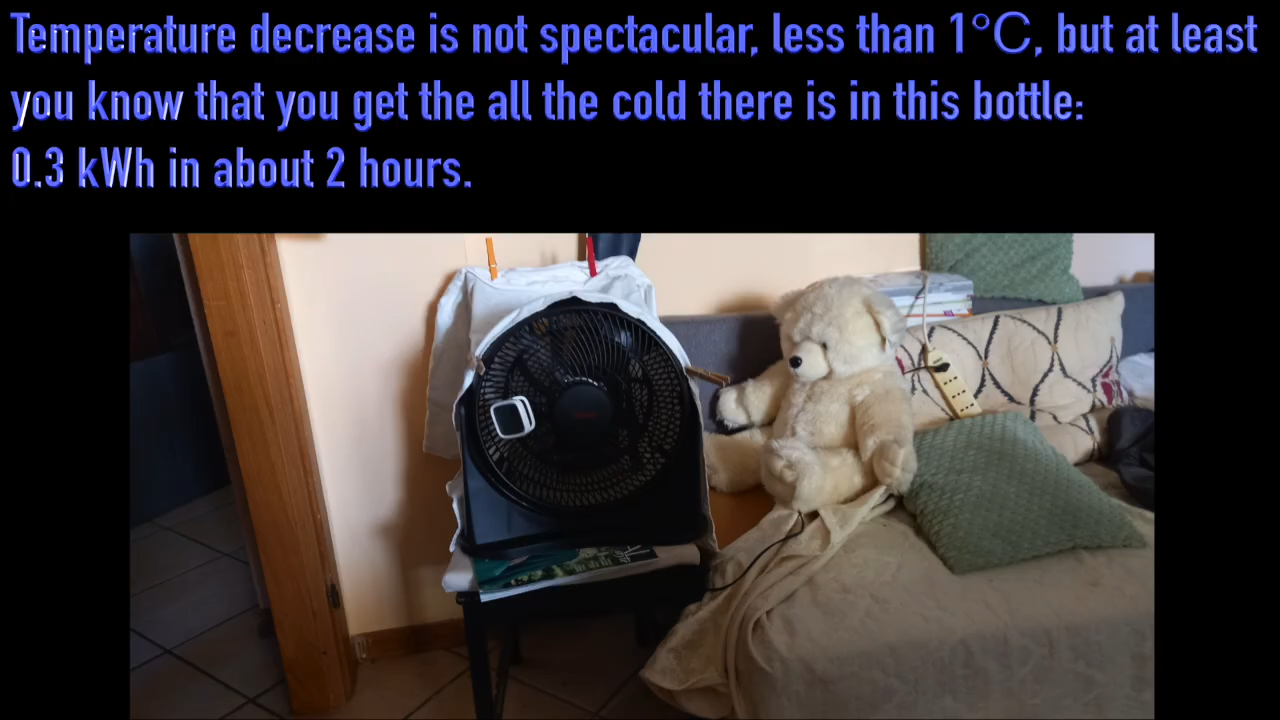 Temperature decrease is not spectacular, less than 1°C, but at least
you know that you get the all the cold there is in this bottle:
0.3 kWh in about 2 hours.